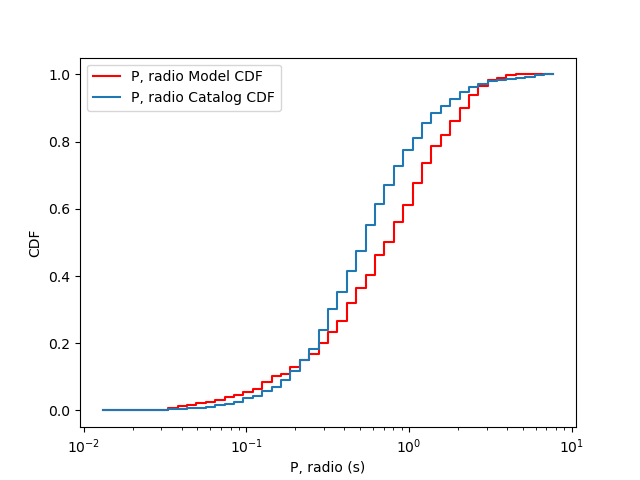 P, radio Model CDF
P, radio Catalog CDF
1.0
0.8
0.6
0.4
0.2
0.0
CDF
10⁻² 10⁻¹ 10⁰ 10¹
P, radio (s)